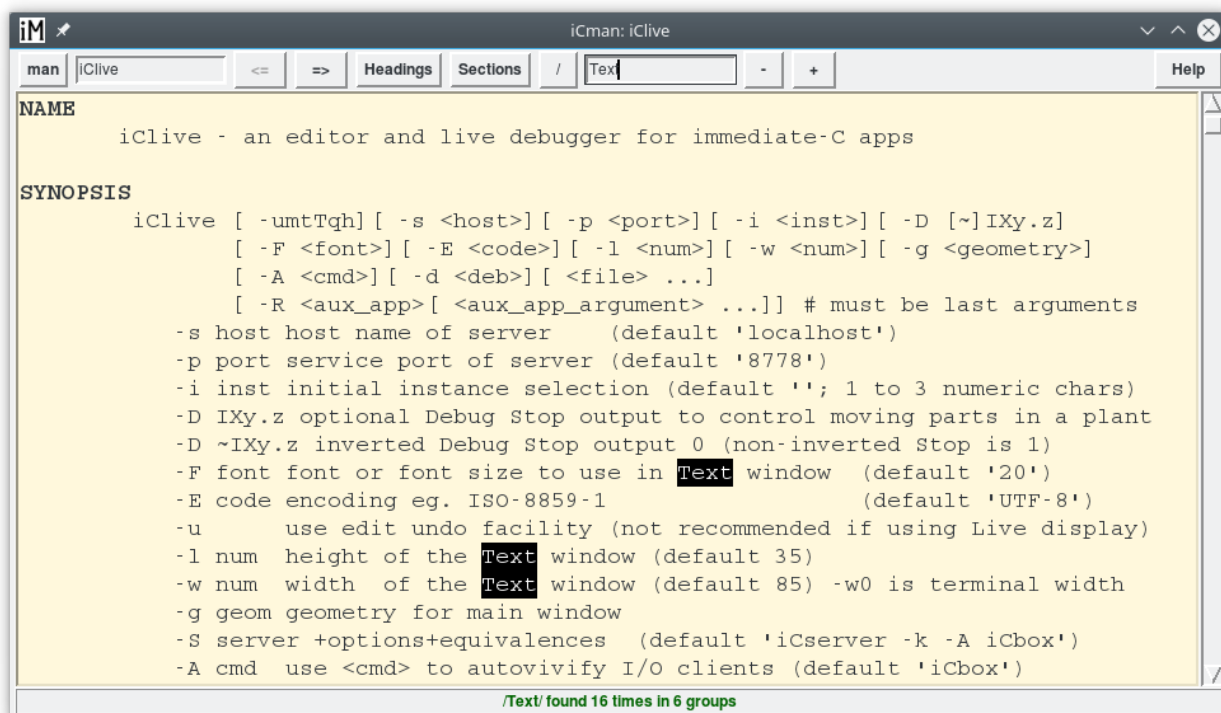 iM iCman: iClive
man iClive <= => Headings Sections / Text - + Help
NAME
iClive - an editor and live debugger for immediate-C apps
SYNOPSIS
iClive [ -umtTqh][ -s <host>][ -p <port>][ -i <inst>][ -D [~]IXy.z]
[ -F <font>][ -E <code>][ -l <num>][ -w <num>][ -g <geometry>]
[ -A <cmd>][ -d <deb>][ <file> ...]
[ -R <aux_app>[ <aux_app_argument> ...]] # must be last arguments
-s host host name of server    (default 'localhost')
-p port service port of server (default '8778')
-i inst initial instance selection (default ''; 1 to 3 numeric chars)
-D IXy.z optional Debug Stop output to control moving parts in a plant
-D ~IXy.z inverted Debug Stop output 0 (non-inverted Stop is 1)
-F font font or font size to use in Text window  (default '20')
-E code encoding eg. ISO-8859-1                  (default 'UTF-8')
-u      use edit undo facility (not recommended if using Live display)
-l num  height of the Text window (default 35)
-w num  width  of the Text window (default 85) -w0 is terminal width
-g geom geometry for main window
-S server +options+equivalences  (default 'iCserver -k -A iCbox')
-A cmd  use <cmd> to autovivify I/O clients (default 'iCbox')
/Text/ found 16 times in 6 groups